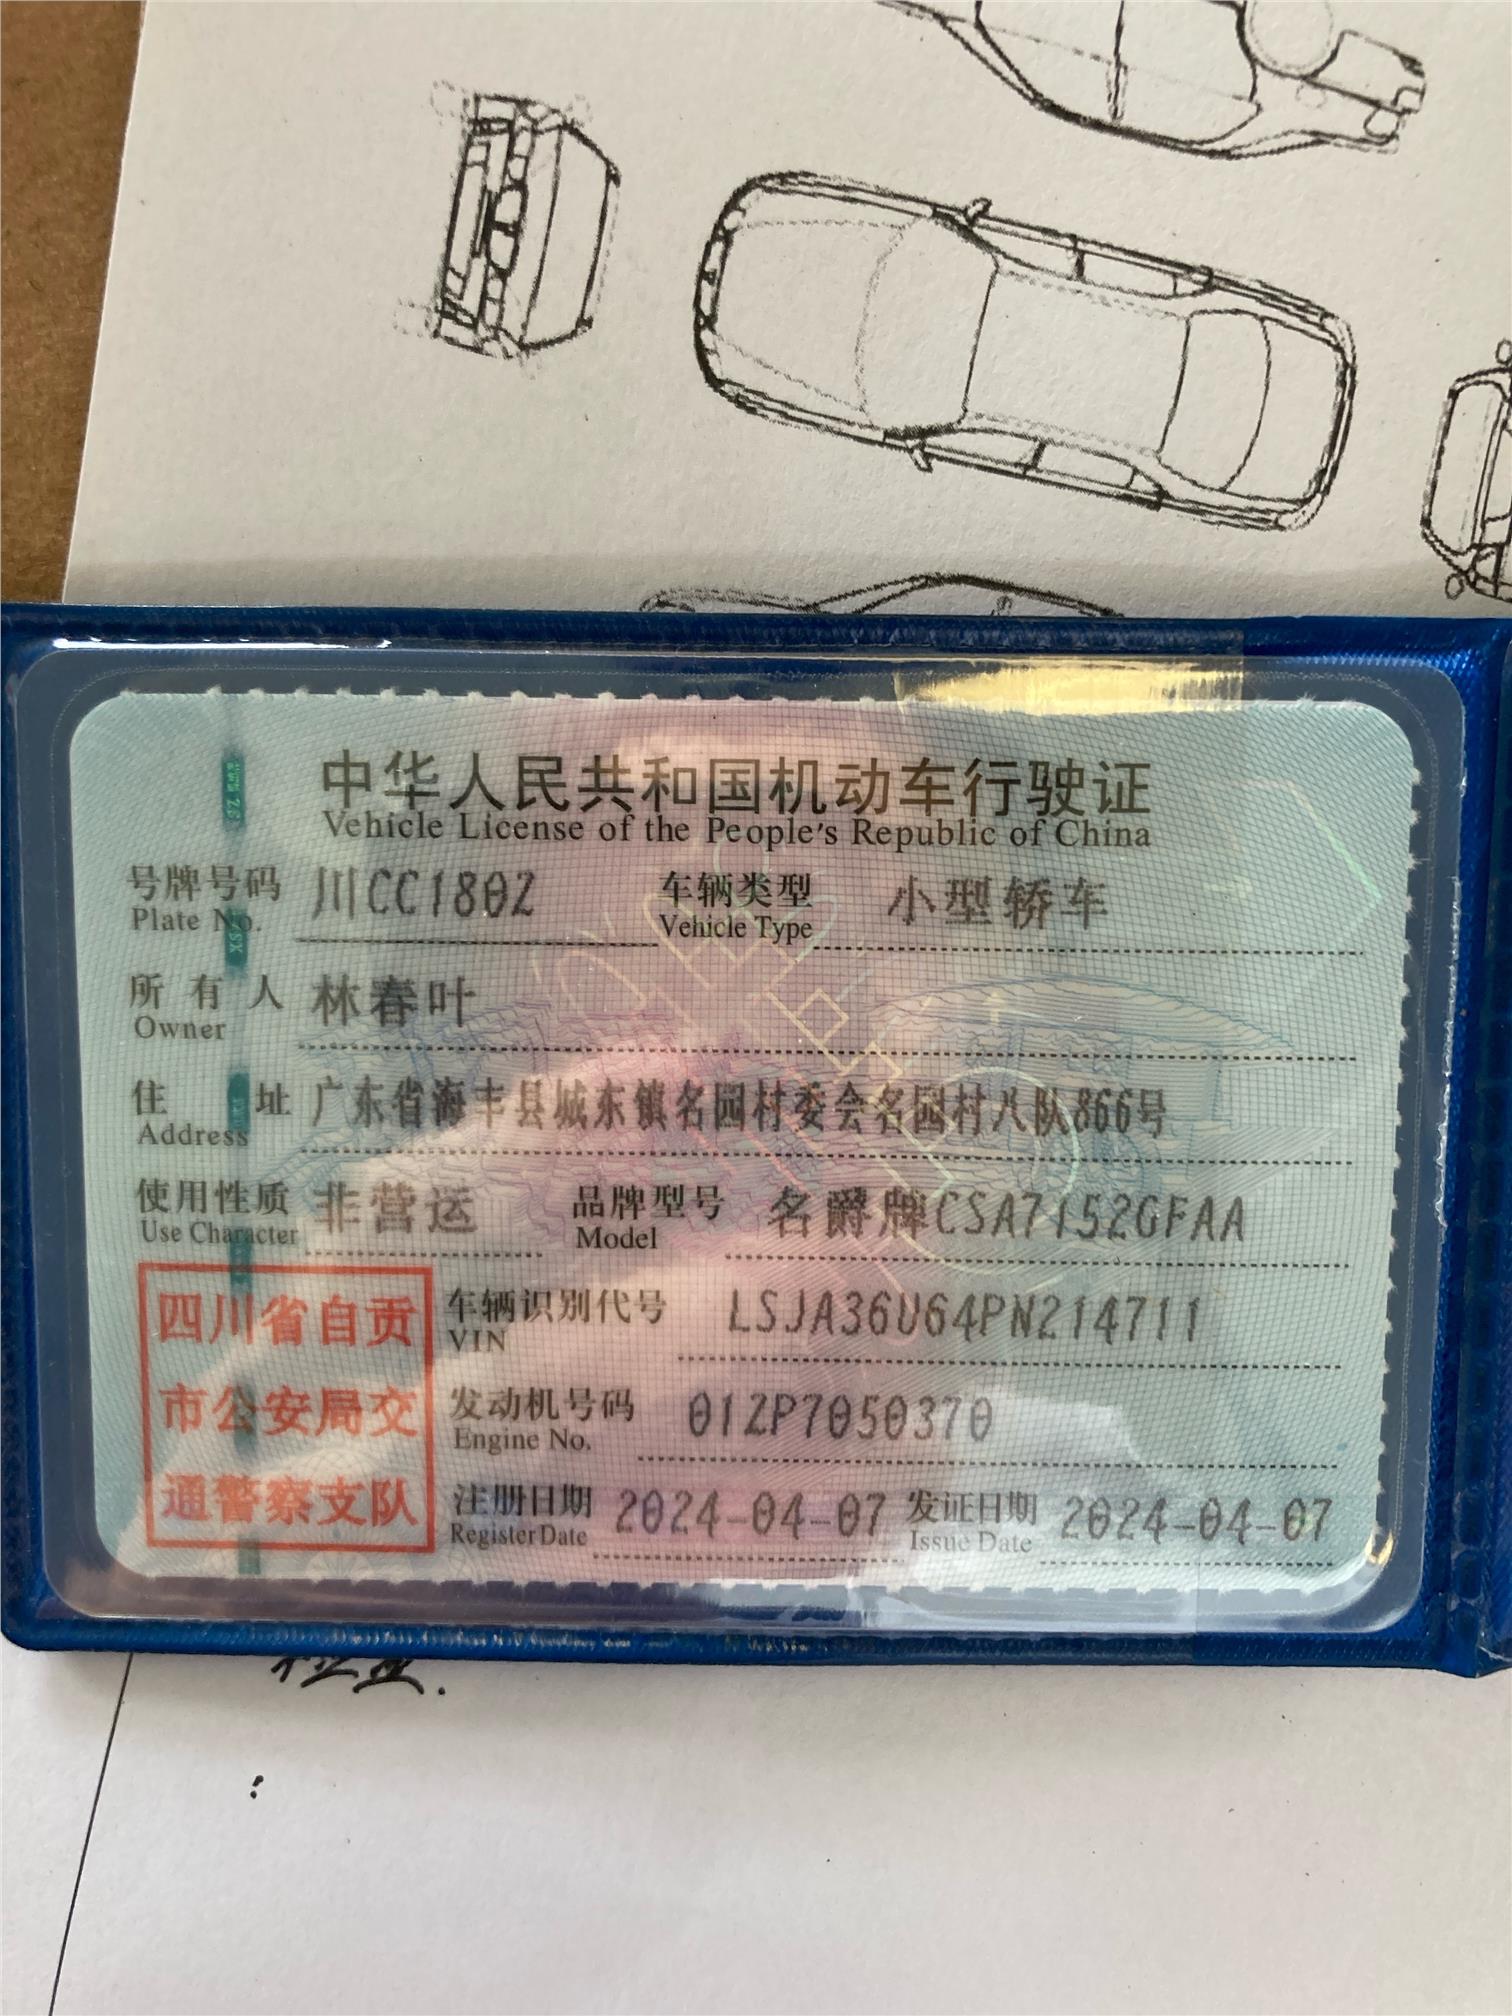 中华人民共和国机动车行驶证
Vehicle License of the People's Republic of China
号牌号码 川CC1802 车辆类型 小型轿车
Plate No. Vehicle Type
所有人 林春叶
Owner
住址 广东省海丰县城东镇名园村委会名园村八队866号
Address
使用性质 非营运 品牌型号 名爵牌CSA7152GFAA
Use Character Model
四川省自贡
市公安局交
通警察支队
车辆识别代号 LSJA36U64PN214711
VIN
发动机号码 01ZP7050370
Engine No.
注册日期 2024-04-07 发证日期 2024-04-07
Register Date Issue Date